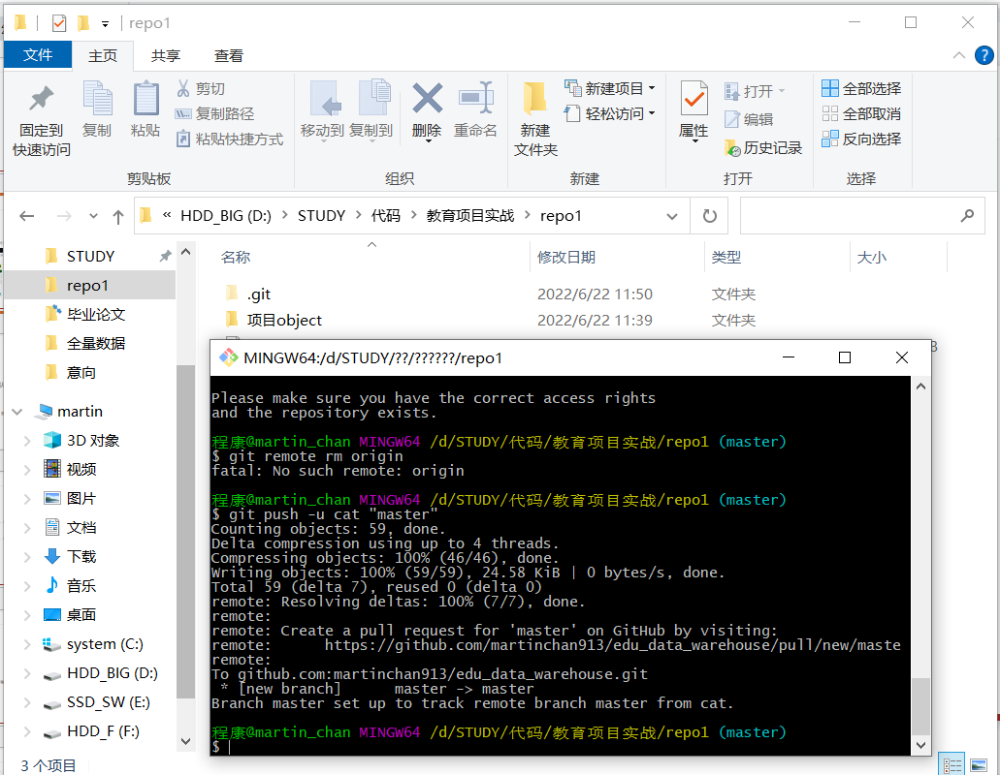 repo1
文件 主页 共享 查看
固定到
快速访问
复制
粘贴
剪切
复制路径
粘贴快捷方式
剪贴板
移动到
复制到
删除
重命名
组织
新建
文件夹
新建项目
轻松访问
新建
属性
打开
编辑
历史记录
打开
全部选择
全部取消
反向选择
选择
« HDD_BIG (D:) > STUDY > 代码 > 教育项目实战 > repo1
名称 修改日期 类型 大小
.git 2022/6/22 11:50 文件夹
项目object 2022/6/22 11:39 文件夹
STUDY
repo1
毕业论文
全量数据
意向
martin
3D 对象
视频
图片
文档
下载
音乐
桌面
system (C:)
HDD_BIG (D:)
SSD_SW (E:)
HDD_F (F:)
3 个项目
MINGW64:/d/STUDY/??/??????/repo1
Please make sure you have the correct access rights
and the repository exists.
程康@martin_chan MINGW64 /d/STUDY/代码/教育项目实战/repo1 (master)
$ git remote rm origin
fatal: No such remote: origin
程康@martin_chan MINGW64 /d/STUDY/代码/教育项目实战/repo1 (master)
$ git push -u cat "master"
Counting objects: 59, done.
Delta compression using up to 4 threads.
Compressing objects: 100% (46/46), done.
Writing objects: 100% (59/59), 24.58 KiB | 0 bytes/s, done.
Total 59 (delta 7), reused 0 (delta 0)
remote: Resolving deltas: 100% (7/7), done.
remote:
remote: Create a pull request for 'master' on GitHub by visiting:
remote:      https://github.com/martinchan913/edu_data_warehouse/pull/new/maste
remote:
To github.com:martinchan913/edu_data_warehouse.git
 * [new branch]      master -> master
Branch master set up to track remote branch master from cat.
程康@martin_chan MINGW64 /d/STUDY/代码/教育项目实战/repo1 (master)
$